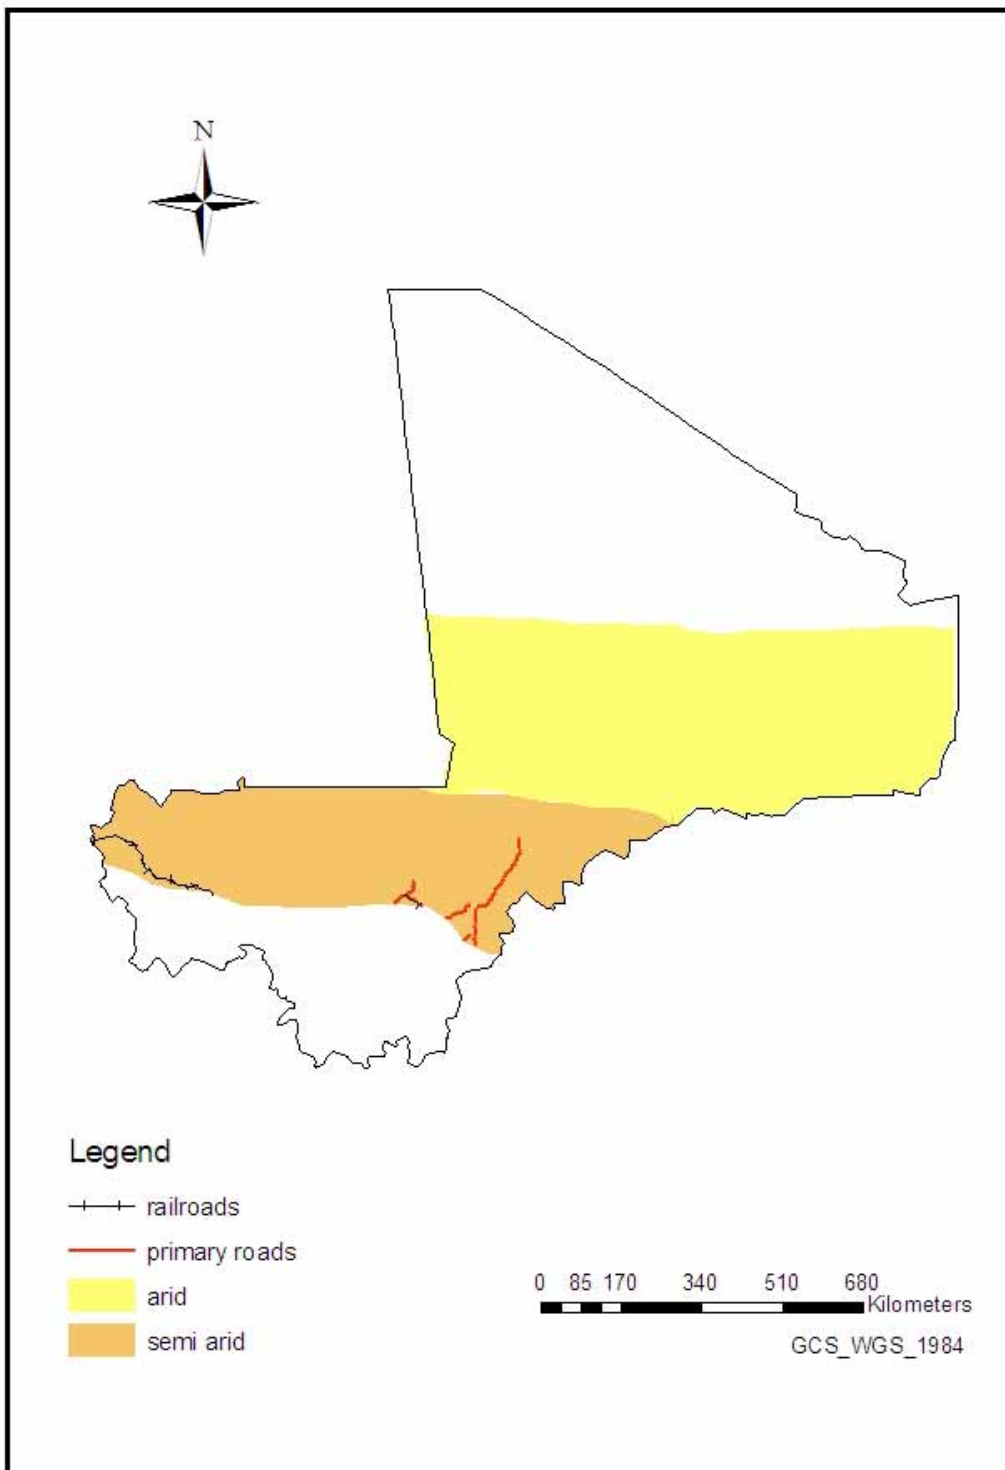 N
Legend
railroads
primary roads
arid
semi arid
0 85 170 340 510 680
Kilometers
GCS_WGS_1984